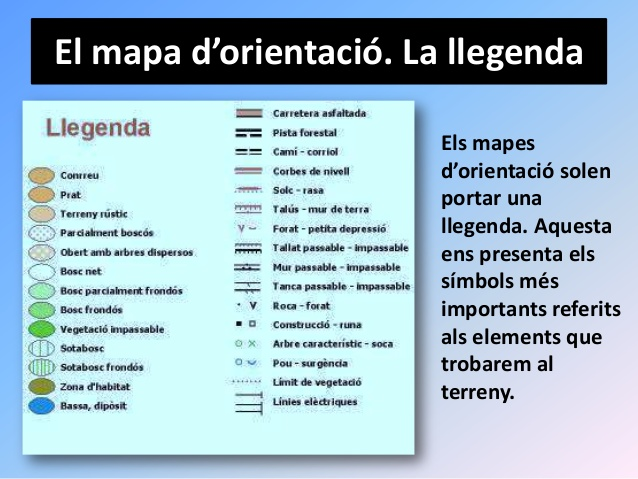 El mapa d'orientació. La llegenda
Llegenda
Conrreu
Prat
Terreny rústic
Parcialment boscós
Obert amb arbres dispersos
Bosc net
Bosc parcialment frondós
Bosc frondós
Vegetació impassable
Sotabosc
Sotabosc frondós
Zona d'habitat
Bassa, dipòsit
Carretera asfaltada
Pista forestal
Camí - corriol
Corbes de nivell
Solc - rasa
Talús - mur de terra
Forat - petita depressió
Tallat passable - impassable
Mur passable - impassable
Tanca passable - impassable
Roca - forat
Construcció - runa
Arbre característic - soca
Pou - surgència
Límit de vegetació
Línies elèctriques
Els mapes
d'orientació solen
portar una
llegenda. Aquesta
ens presenta els
símbols més
importants referits
als elements que
trobarem al
terreny.